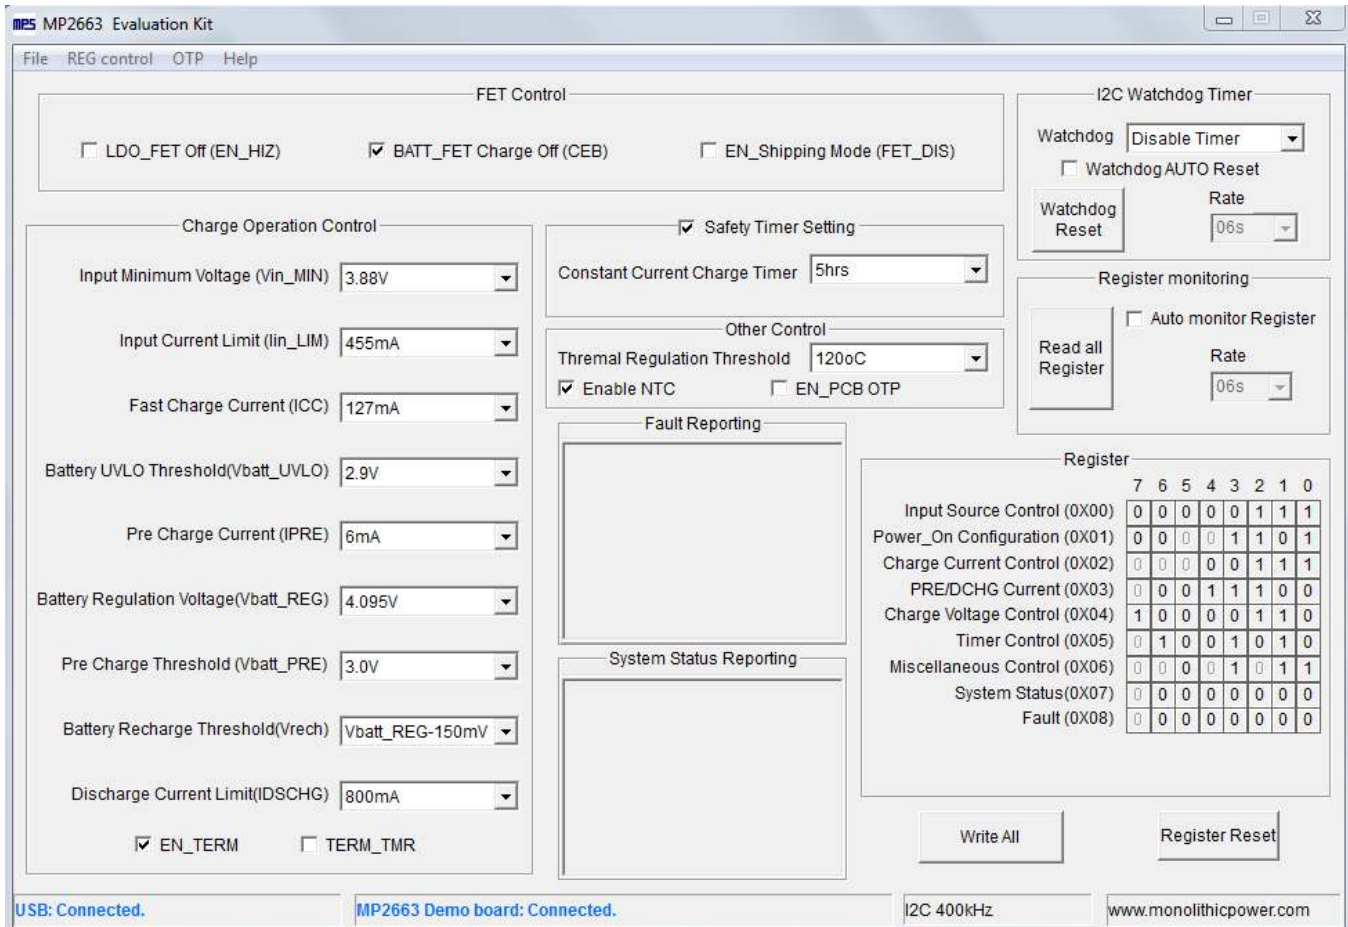 mps MP2663 Evaluation Kit
File REG control OTP Help
FET Control
LDO_FET Off (EN_HIZ)
BATT_FET Charge Off (CEB)
EN_Shipping Mode (FET_DIS)
I2C Watchdog Timer
Watchdog Disable Timer
Watchdog AUTO Reset
Watchdog
Reset
Rate
06s
Charge Operation Control
Input Minimum Voltage (Vin_MIN) 3.88V
Input Current Limit (Iin_LIM) 455mA
Fast Charge Current (ICC) 127mA
Battery UVLO Threshold(Vbatt_UVLO) 2.9V
Pre Charge Current (IPRE) 6mA
Battery Regulation Voltage(Vbatt_REG) 4.095V
Pre Charge Threshold (Vbatt_PRE) 3.0V
Battery Recharge Threshold(Vrech) Vbatt_REG-150mV
Discharge Current Limit(IDSCHG) 800mA
EN_TERM TERM_TMR
Safety Timer Setting
Constant Current Charge Timer 5hrs
Other Control
Thremal Regulation Threshold 120oC
Enable NTC EN_PCB OTP
Fault Reporting
System Status Reporting
Register monitoring
Auto monitor Register
Read all
Register
Rate
06s
Register
7 6 5 4 3 2 1 0
Input Source Control (0X00) 0 0 0 0 0 1 1 1
Power_On Configuration (0X01) 0 0 0 0 1 1 0 1
Charge Current Control (0X02) 0 0 0 0 0 1 1 1
PRE/DCHG Current (0X03) 0 0 0 1 1 1 0 0
Charge Voltage Control (0X04) 1 0 0 0 0 1 1 0
Timer Control (0X05) 0 1 0 0 1 0 1 0
Miscellaneous Control (0X06) 0 0 0 0 1 0 1 1
System Status(0X07) 0 0 0 0 0 0 0 0
Fault (0X08) 0 0 0 0 0 0 0 0
Write All
Register Reset
USB: Connected.
MP2663 Demo board: Connected.
I2C 400kHz
www.monolithicpower.com